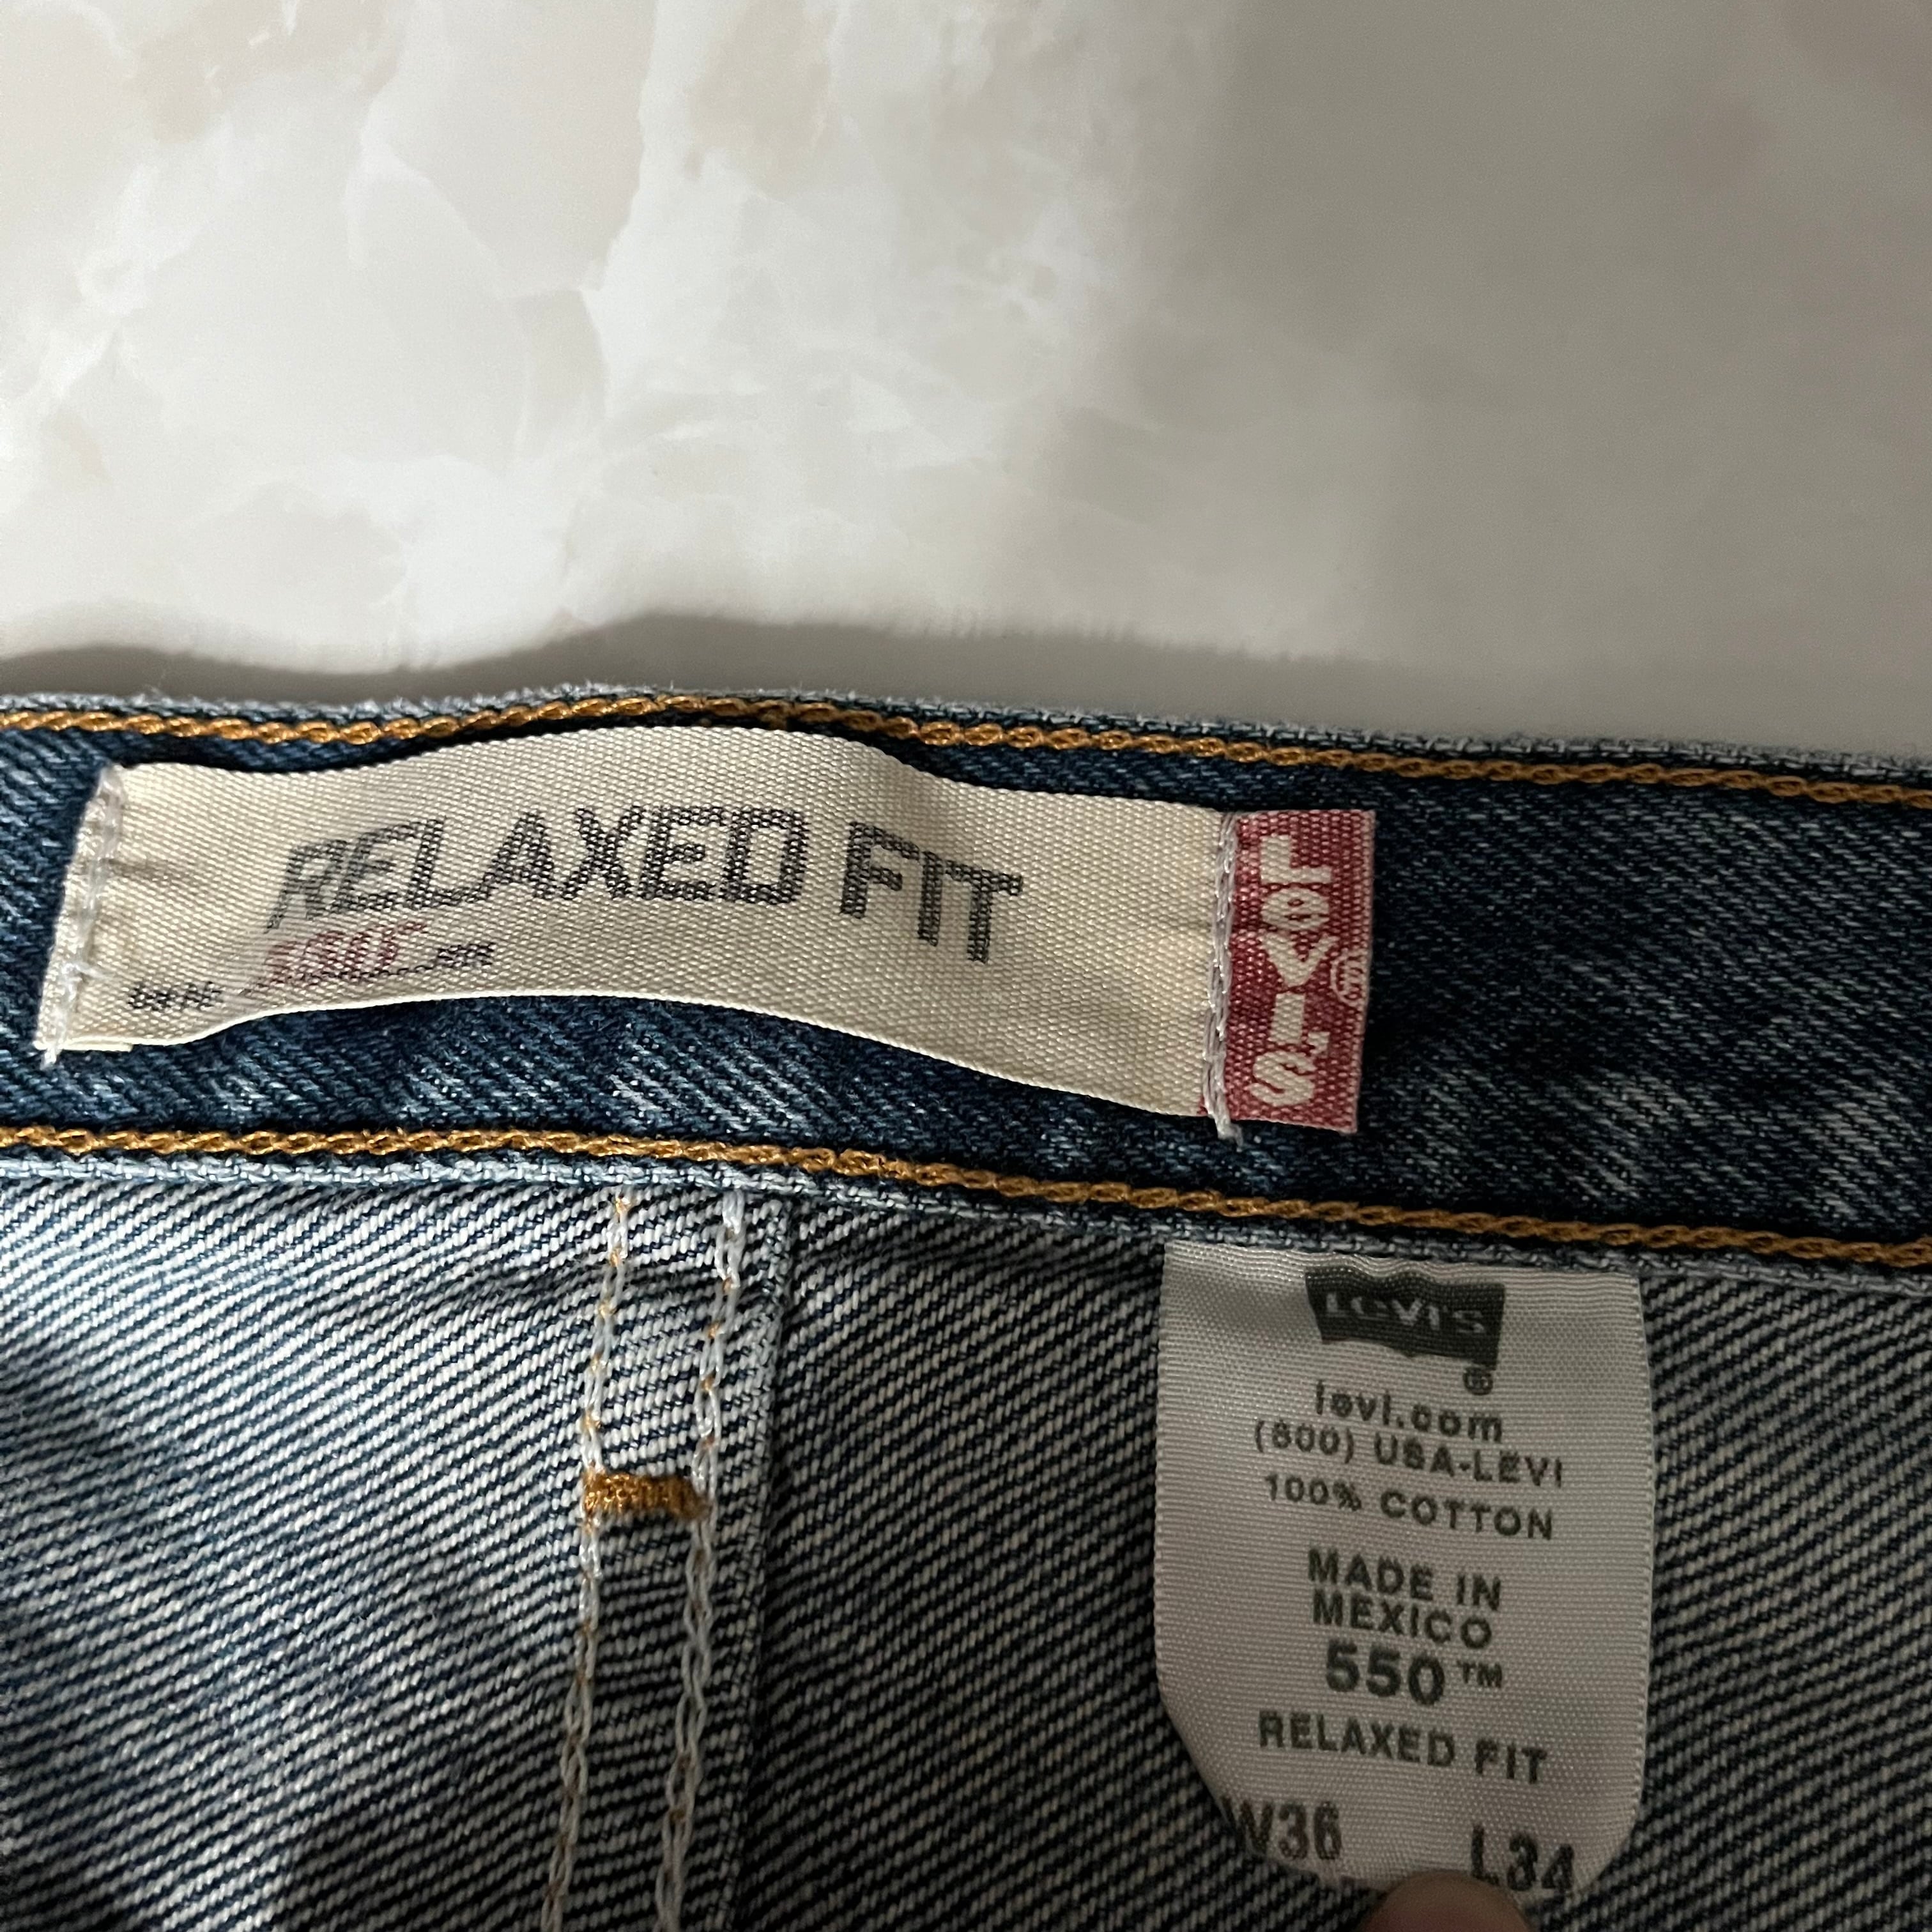 RELAXED FIT
LEVI'S
®
Levi's
®
levi.com
(800) USA-LEVI
100% COTTON
MADE IN
MEXICO
550™
RELAXED FIT
W36 L34